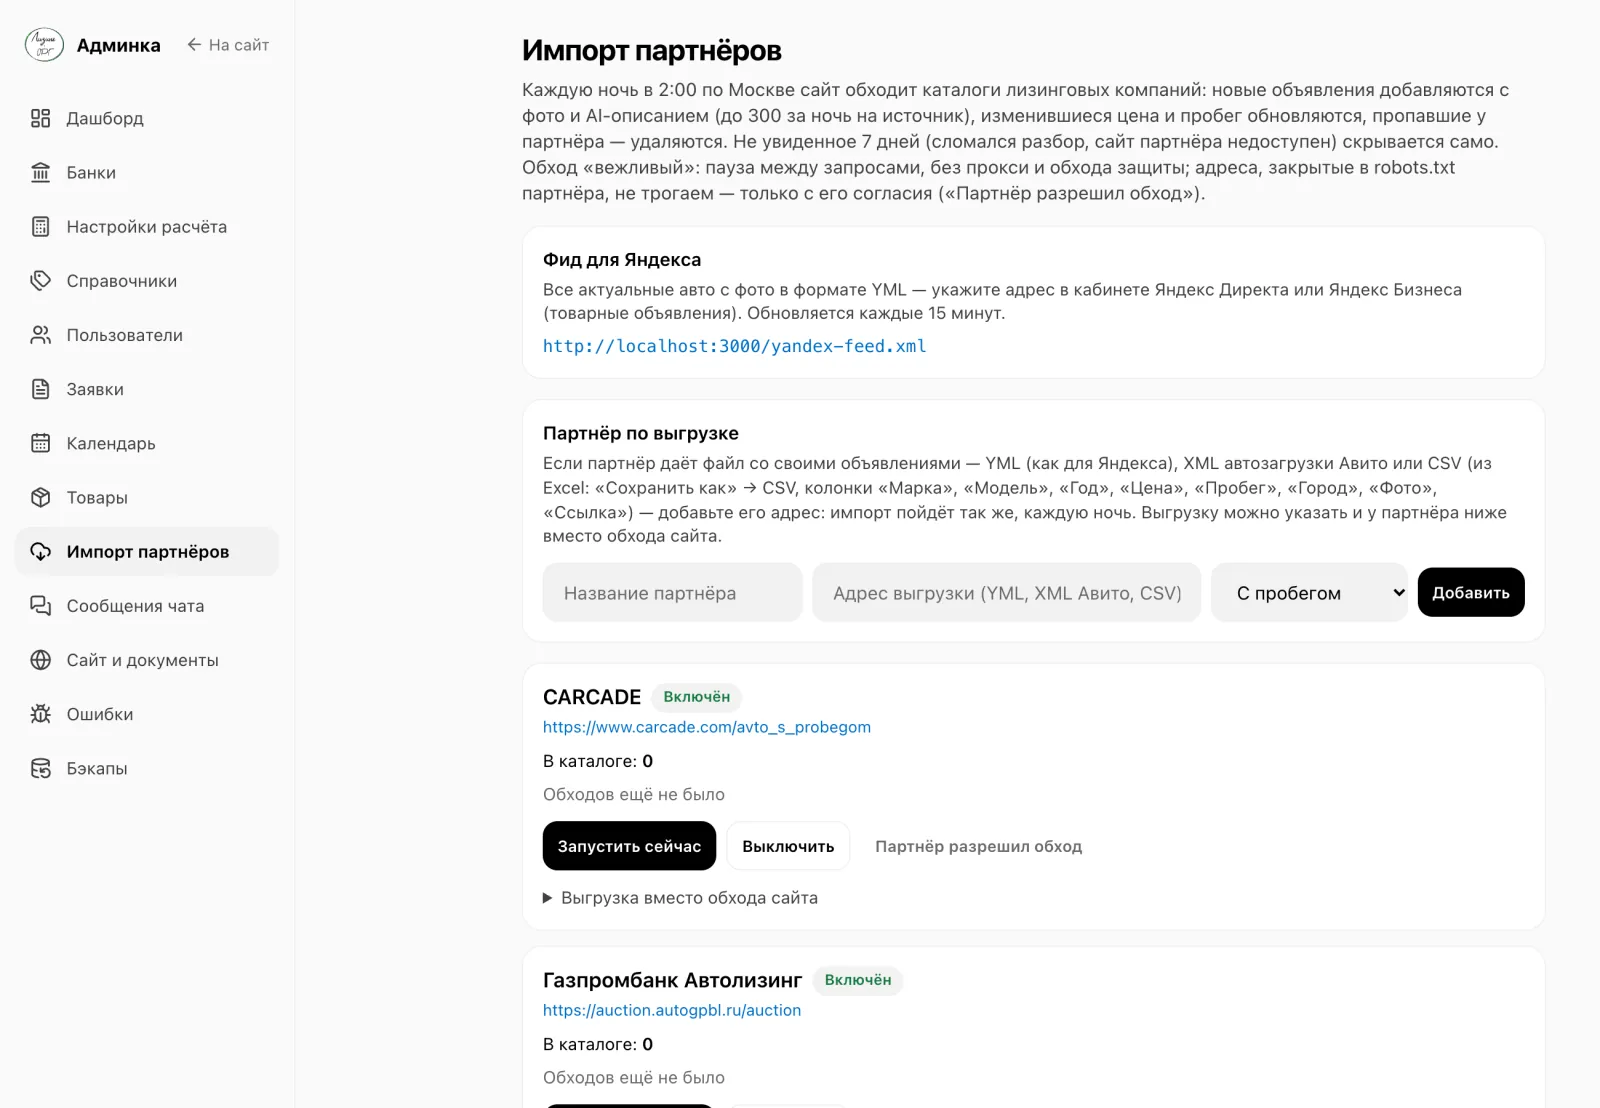 Админка
← На сайт
Дашборд
Банки
Настройки расчёта
Справочники
Пользователи
Заявки
Календарь
Товары
Импорт партнёров
Сообщения чата
Сайт и документы
Ошибки
Бэкапы
Импорт партнёров
Каждую ночь в 2:00 по Москве сайт обходит каталоги лизинговых компаний: новые объявления добавляются с
фото и AI-описанием (до 300 за ночь на источник), изменившиеся цена и пробег обновляются, пропавшие у
партнёра — удаляются. Не увиденное 7 дней (сломался разбор, сайт партнёра недоступен) скрывается само.
Обход «вежливый»: пауза между запросами, без прокси и обхода защиты; адреса, закрытые в robots.txt
партнёра, не трогаем — только с его согласия («Партнёр разрешил обход»).
Фид для Яндекса
Все актуальные авто с фото в формате YML — укажите адрес в кабинете Яндекс Директа или Яндекс Бизнеса
(товарные объявления). Обновляется каждые 15 минут.
http://localhost:3000/yandex-feed.xml
Партнёр по выгрузке
Если партнёр даёт файл со своими объявлениями — YML (как для Яндекса), XML автозагрузки Авито или CSV (из
Excel: «Сохранить как» → CSV, колонки «Марка», «Модель», «Год», «Цена», «Пробег», «Город», «Фото»,
«Ссылка») — добавьте его адрес: импорт пойдёт так же, каждую ночь. Выгрузку можно указать и у партнёра ниже
вместо обхода сайта.
Название партнёра
Адрес выгрузки (YML, XML Авито, CSV)
С пробегом
Добавить
CARCADE
Включён
https://www.carcade.com/avto_s_probegom
В каталоге: 0
Обходов ещё не было
Запустить сейчас
Выключить
Партнёр разрешил обход
Выгрузка вместо обхода сайта
Газпромбанк Автолизинг
Включён
https://auction.autogpbl.ru/auction
В каталоге: 0
Обходов ещё не было